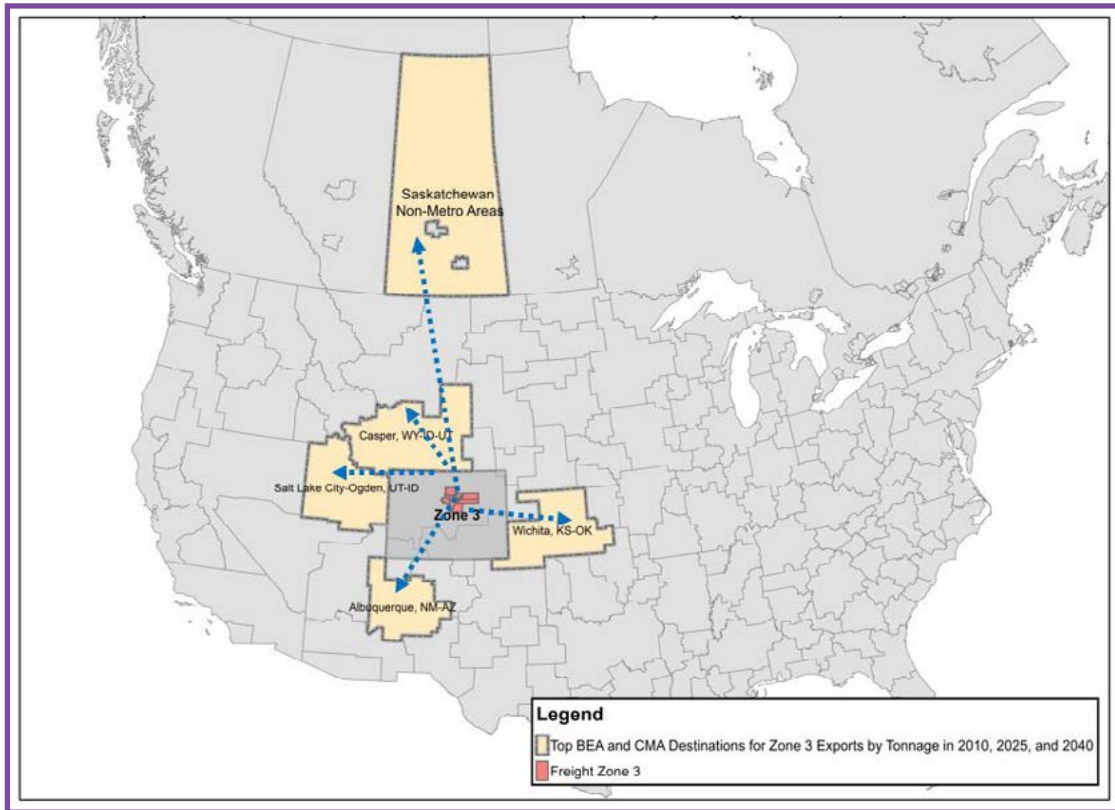 Saskatchewan
Non-Metro Areas
Casper, WY-ID-UT
Salt Lake City-Ogden, UT-ID
Zone 3
Wichita, KS-OK
Albuquerque, NM-AZ
Legend
Top BEA and CMA Destinations for Zone 3 Exports by Tonnage in 2010, 2025, and 2040
Freight Zone 3